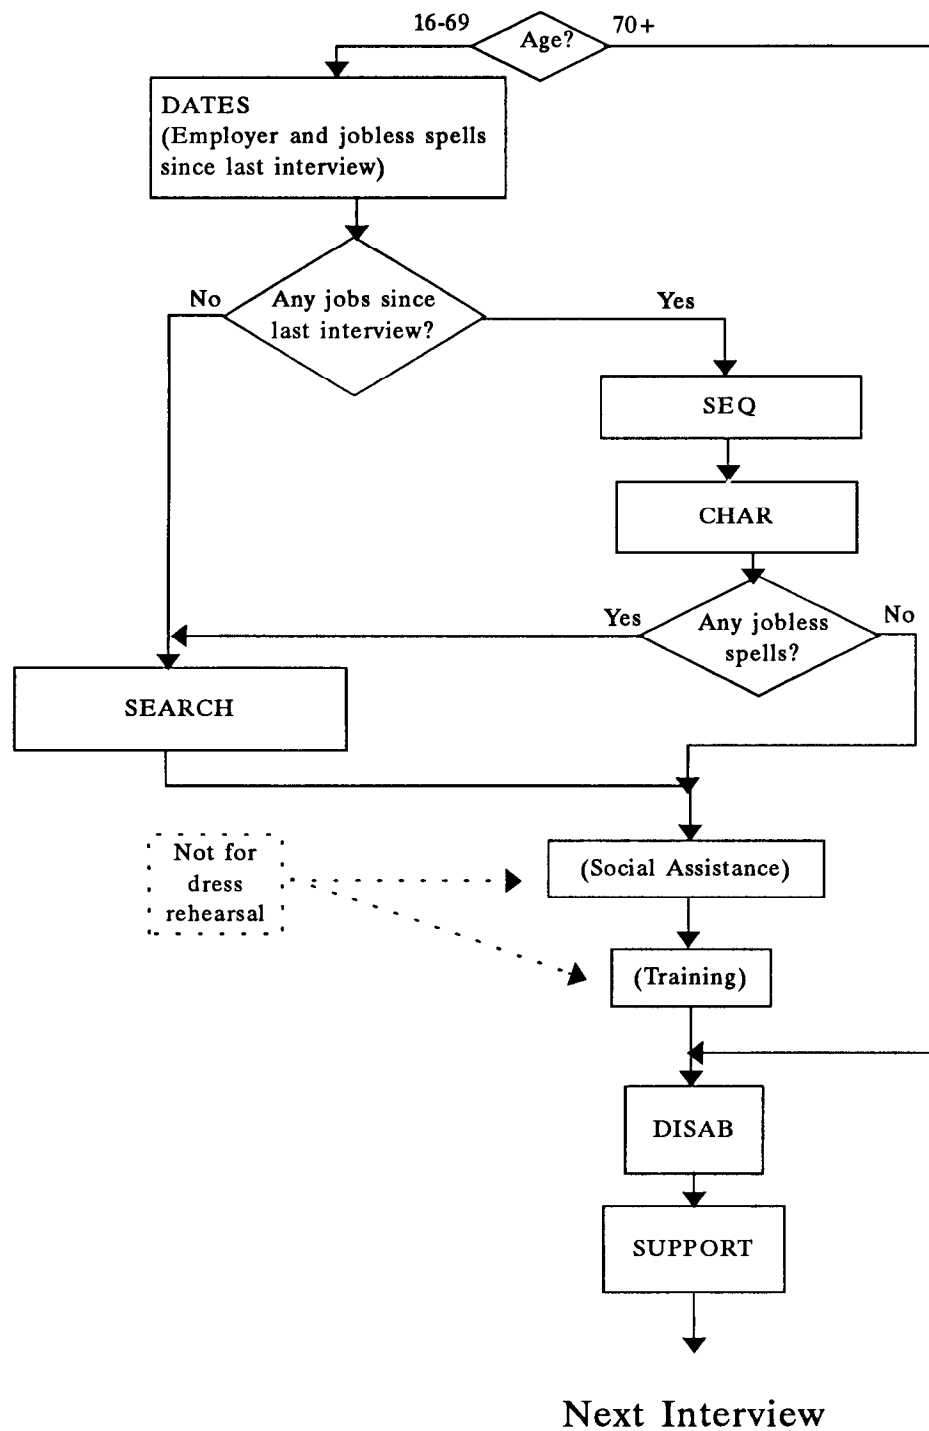 16-69
Age?
70+
DATES
(Employer and jobless spells
since last interview)
No
Any jobs since
last interview?
Yes
SEQ
CHAR
Yes
Any jobless
spells?
No
SEARCH
Not for
dress
rehearsal
(Social Assistance)
(Training)
DISAB
SUPPORT
Next Interview